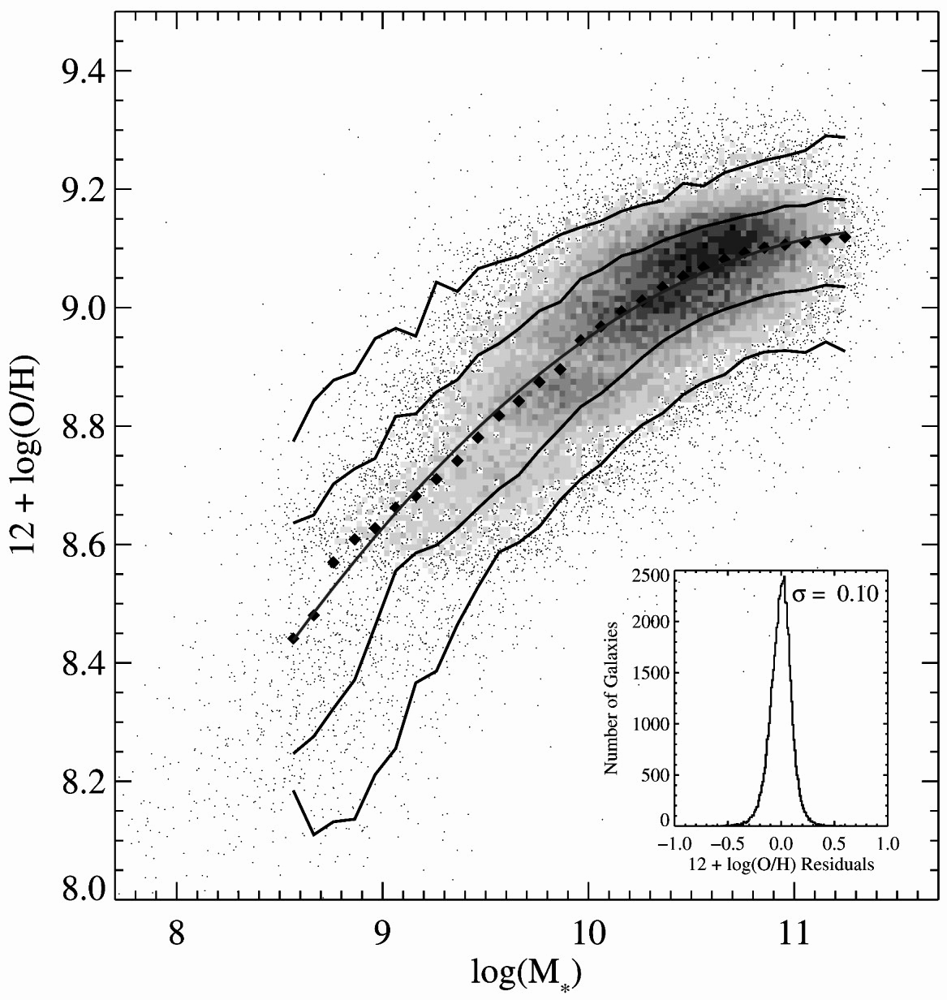 9.4
9.2
9.0
8.8
8.6
8.4
8.2
8.0
12 + log(O/H)
8 9 10 11
log(M*)
σ = 0.10
2500
2000
1500
1000
500
0
Number of Galaxies
−1.0 −0.5 0.0 0.5 1.0
12 + log(O/H) Residuals